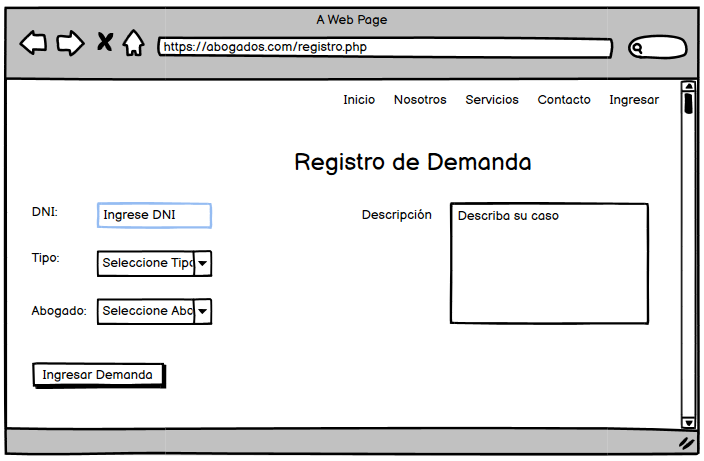 A Web Page
https://abogados.com/registro.php
Inicio Nosotros Servicios Contacto Ingresar
Registro de Demanda
DNI: Ingrese DNI
Descripción Describa su caso
Tipo: Seleccione Tipo
Abogado: Seleccione Abo
Ingresar Demanda